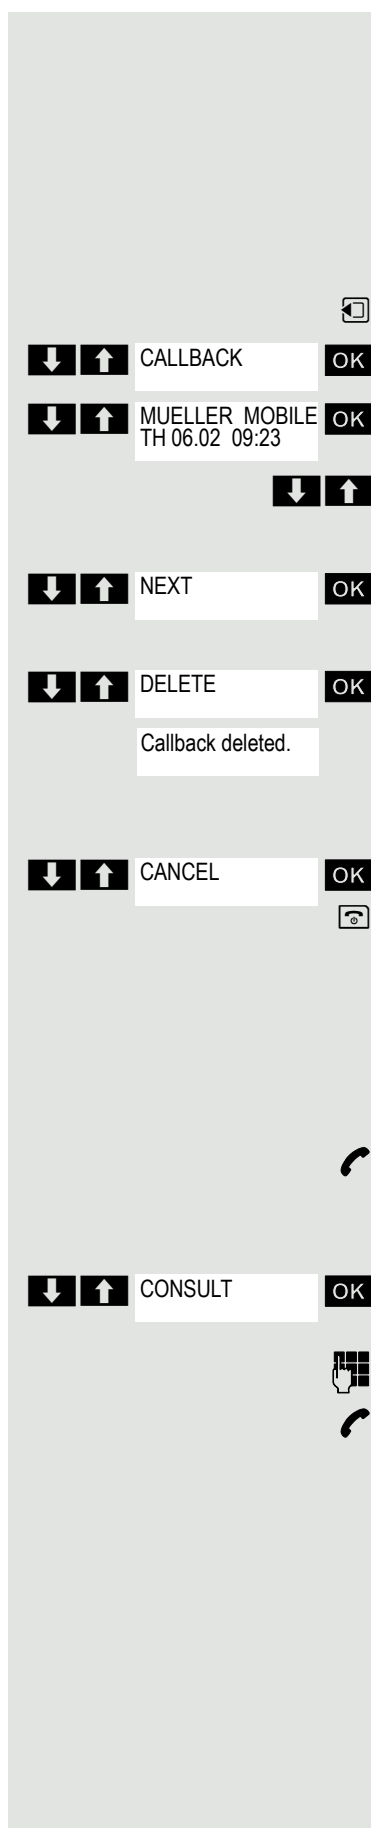 CALLBACK OK
MUELLER MOBILE OK
TH 06.02 09:23
NEXT OK
DELETE OK
Callback deleted.
CANCEL OK
CONSULT OK